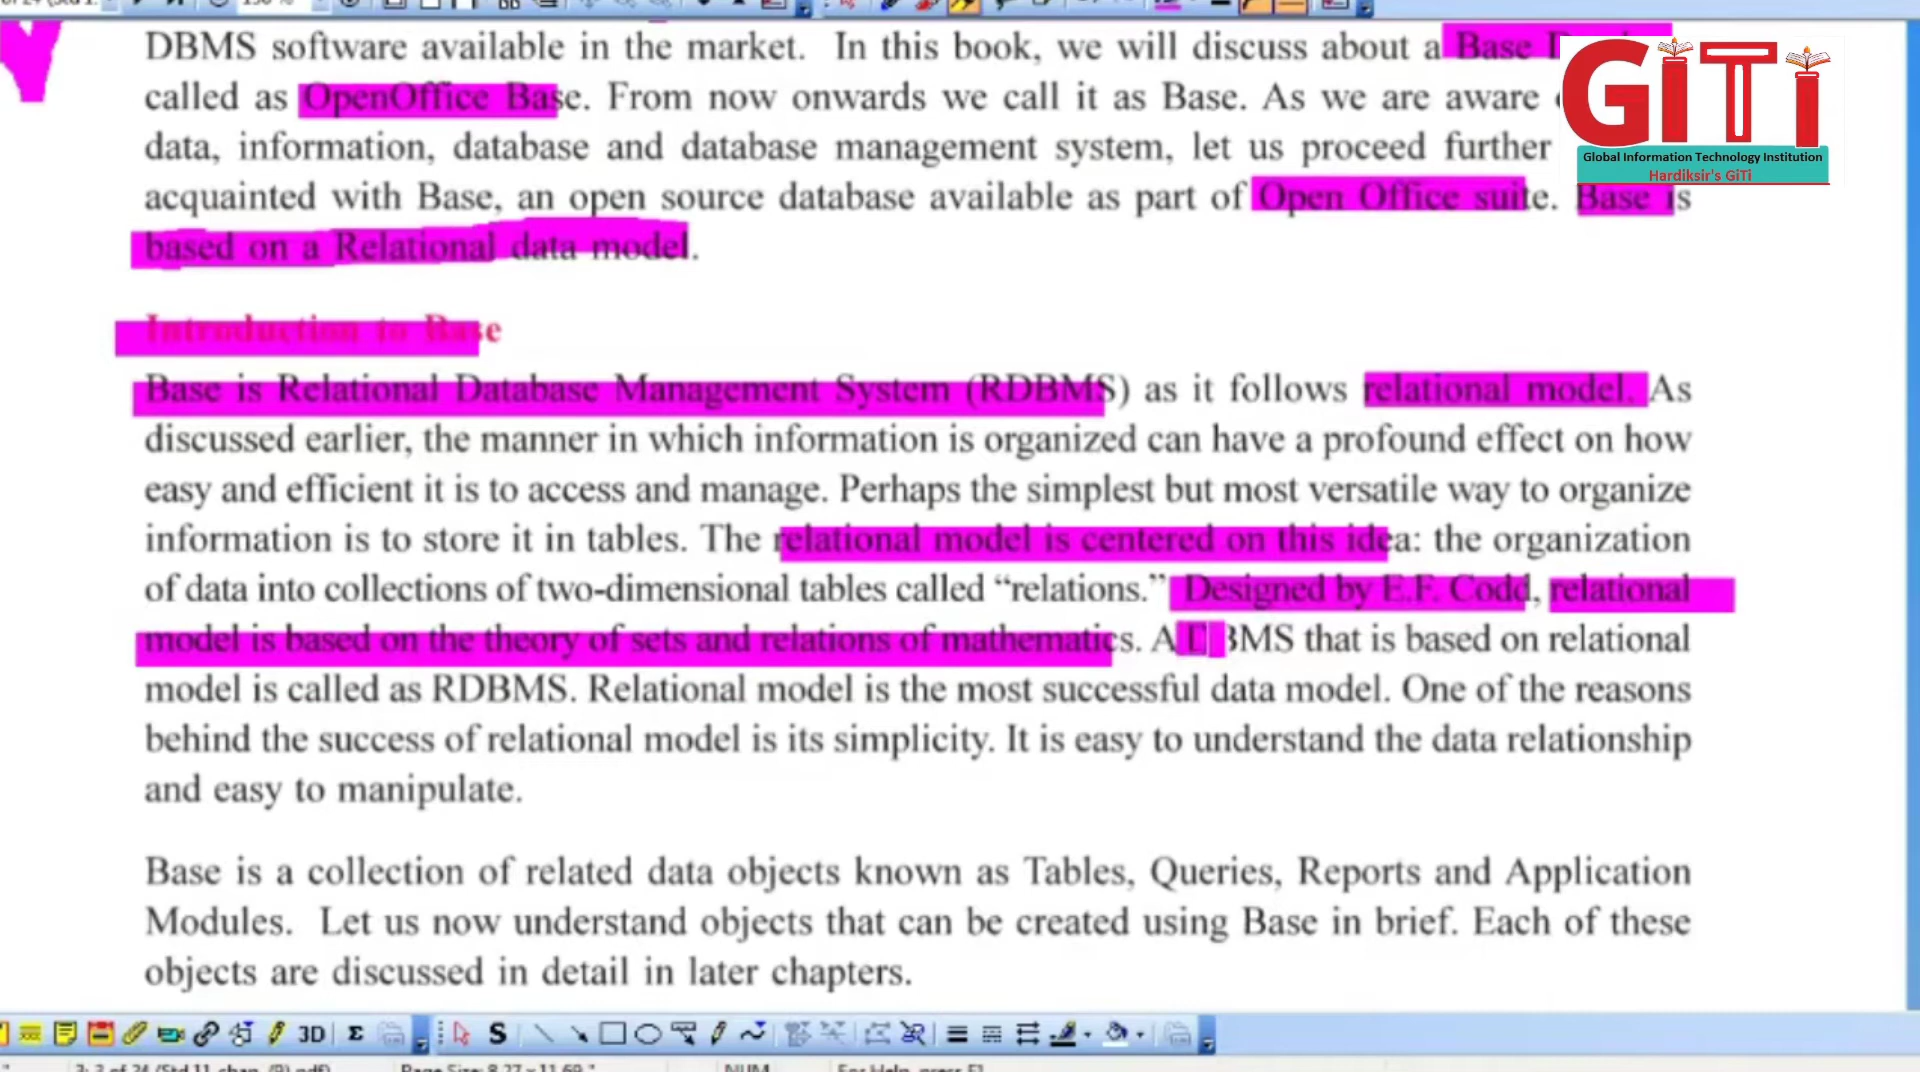 DBMS software available in the market. In this book, we will discuss about a Base
GiTi
called as OpenOffice Base. From now onwards we call it as Base. As we are aware
data, information, database and database management system, let us proceed further
Global Information Technology Institution
Hardiksir's GiTi
acquainted with Base, an open source database available as part of Open Office suite. Base is
based on a Relational data model.
Introduction to Base
Base is Relational Database Management System (RDBMS) as it follows relational model. As
discussed earlier, the manner in which information is organized can have a profound effect on how
easy and efficient it is to access and manage. Perhaps the simplest but most versatile way to organize
information is to store it in tables. The relational model is centered on this idea: the organization
of data into collections of two-dimensional tables called “relations.” Designed by E.F. Codd, relational
model is based on the theory of sets and relations of mathematics. A DBMS that is based on relational
model is called as RDBMS. Relational model is the most successful data model. One of the reasons
behind the success of relational model is its simplicity. It is easy to understand the data relationship
and easy to manipulate.
Base is a collection of related data objects known as Tables, Queries, Reports and Application
Modules. Let us now understand objects that can be created using Base in brief. Each of these
objects are discussed in detail in later chapters.
3D Σ S